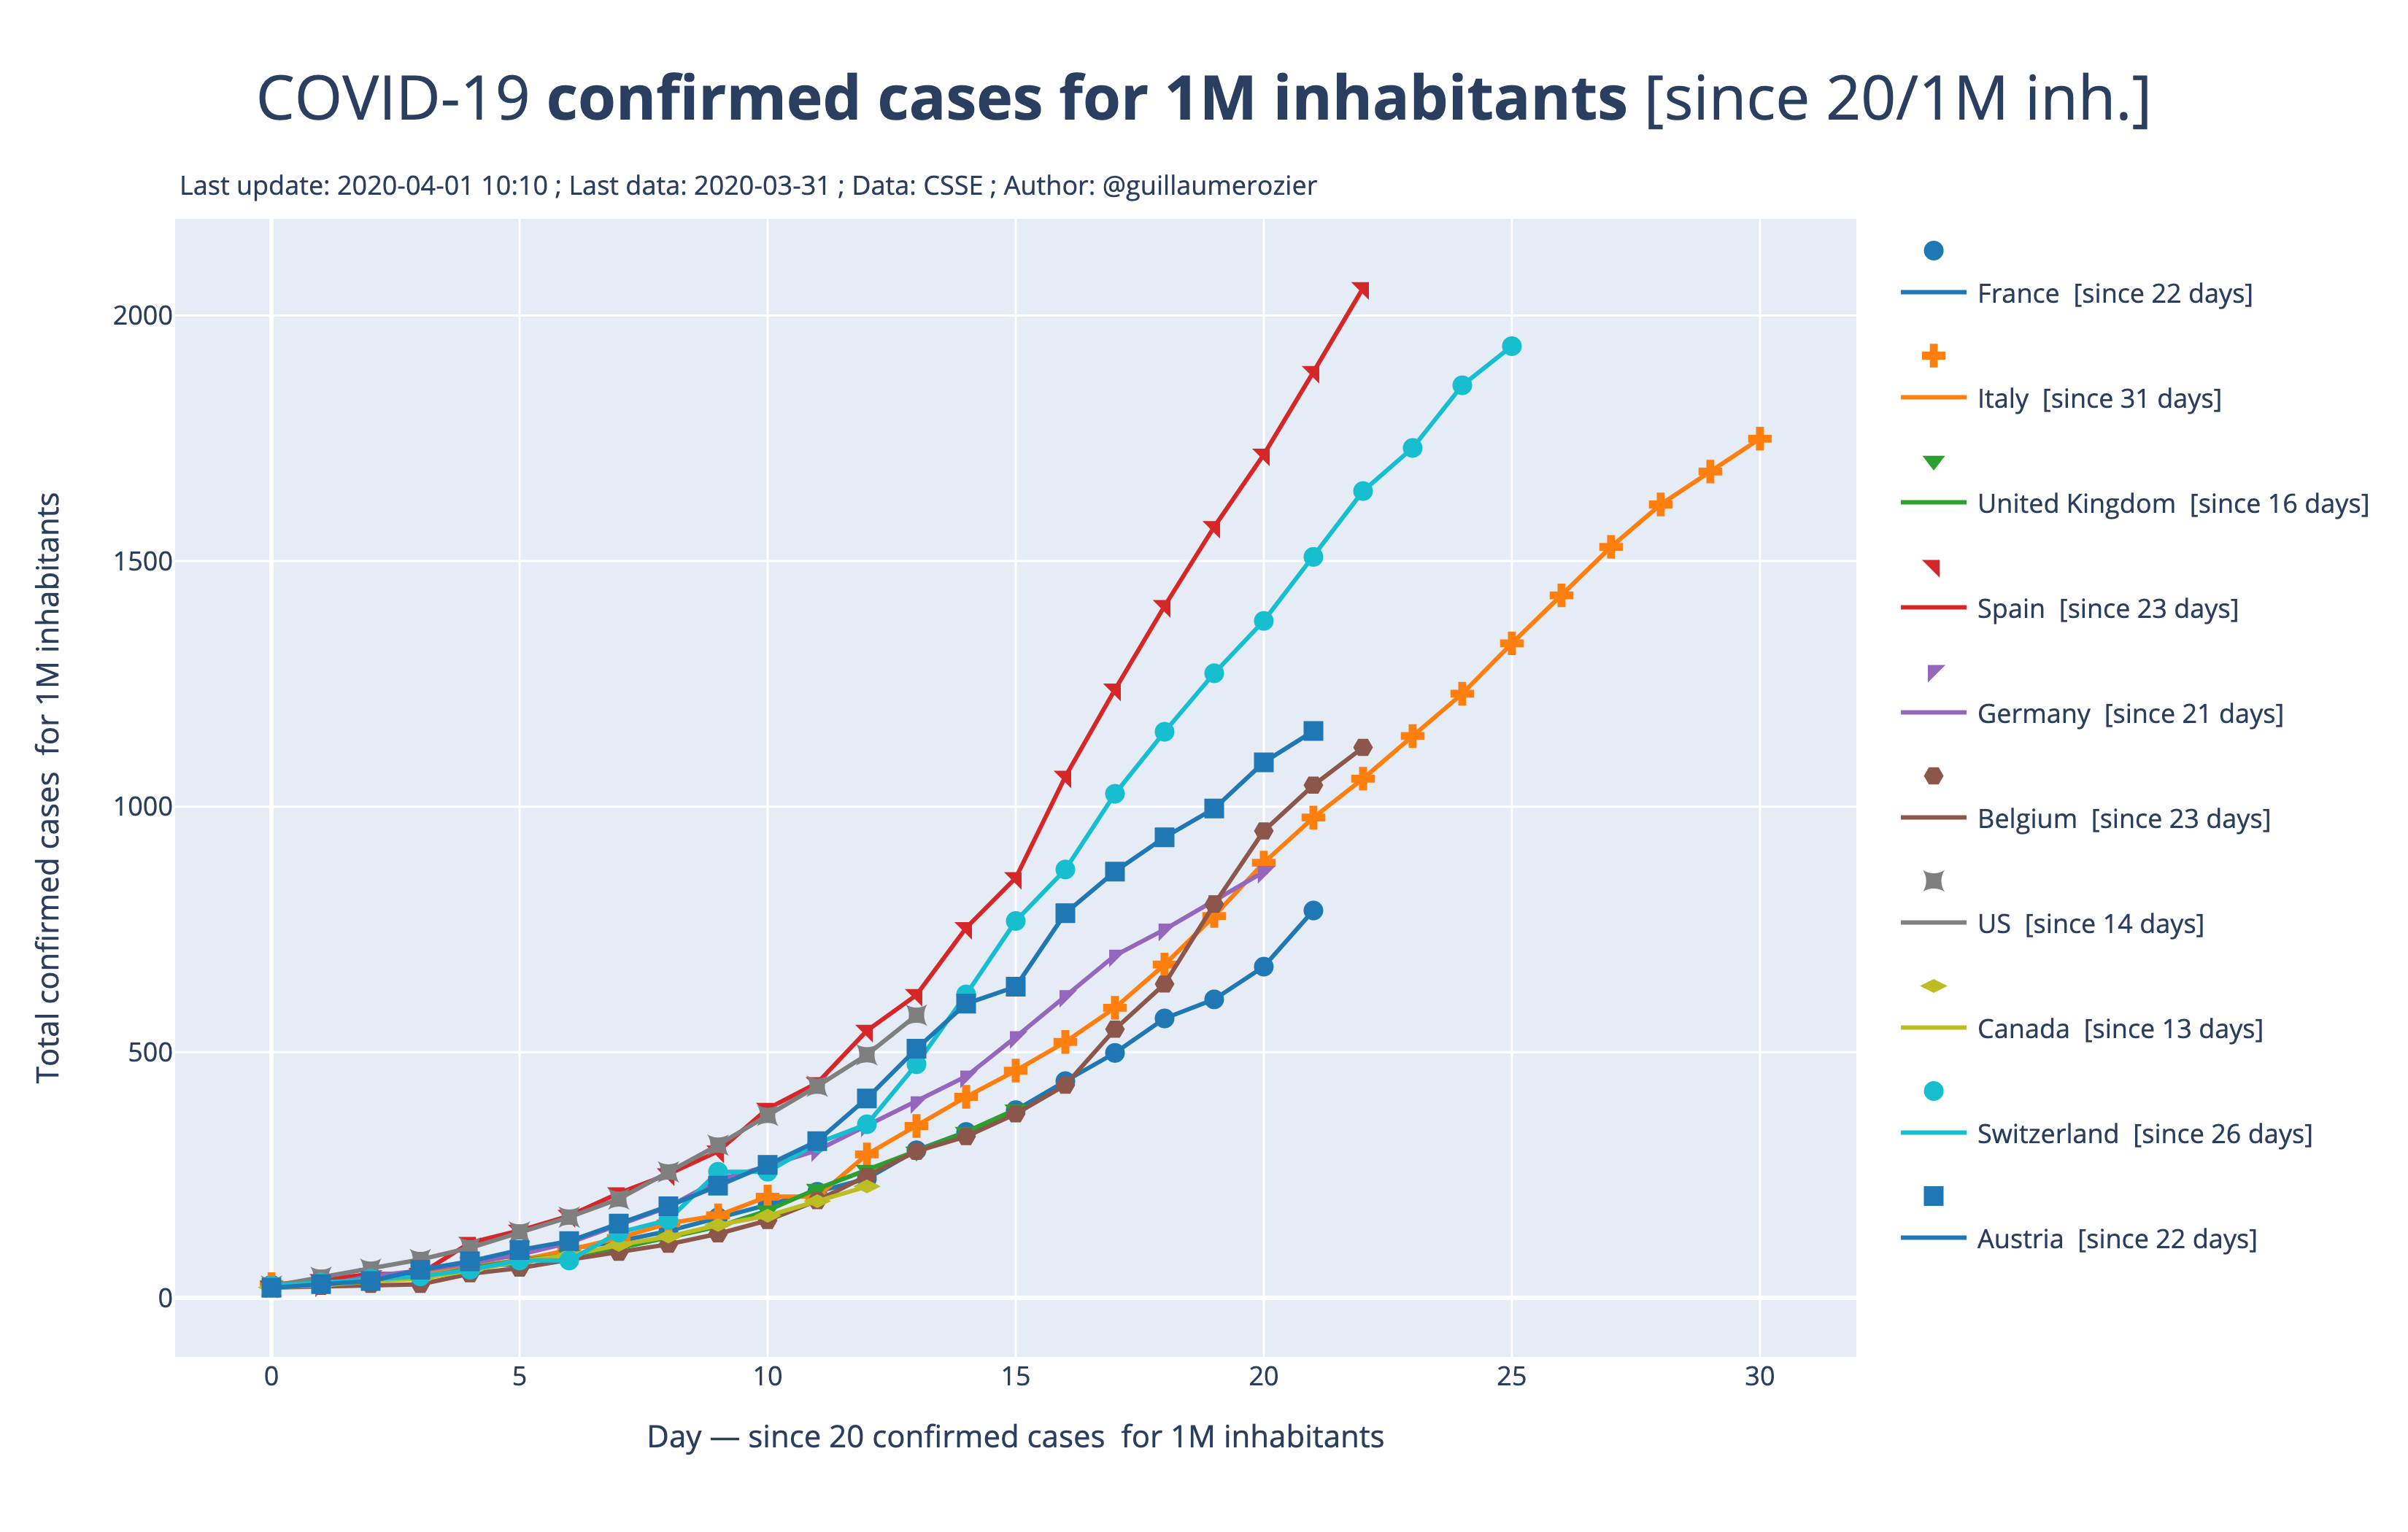 COVID-19 confirmed cases for 1M inhabitants [since 20/1M inh.]
Last update: 2020-04-01 10:10 ; Last data: 2020-03-31 ; Data: CSSE ; Author: @guillaumerozier
Total confirmed cases for 1M inhabitants
2000
1500
1000
500
0
0 5 10 15 20 25 30
Day — since 20 confirmed cases for 1M inhabitants
France [since 22 days]
Italy [since 31 days]
United Kingdom [since 16 days]
Spain [since 23 days]
Germany [since 21 days]
Belgium [since 23 days]
US [since 14 days]
Canada [since 13 days]
Switzerland [since 26 days]
Austria [since 22 days]